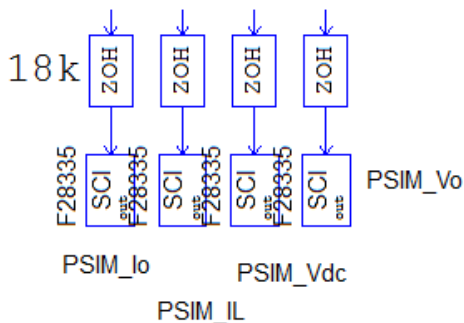 18k
ZOH
ZOH
ZOH
ZOH
F28335
SCI
out
F28335
SCI
out
F28335
SCI
out
F28335
SCI
out
PSIM_Vo
PSIM_Io
PSIM_Vdc
PSIM_IL